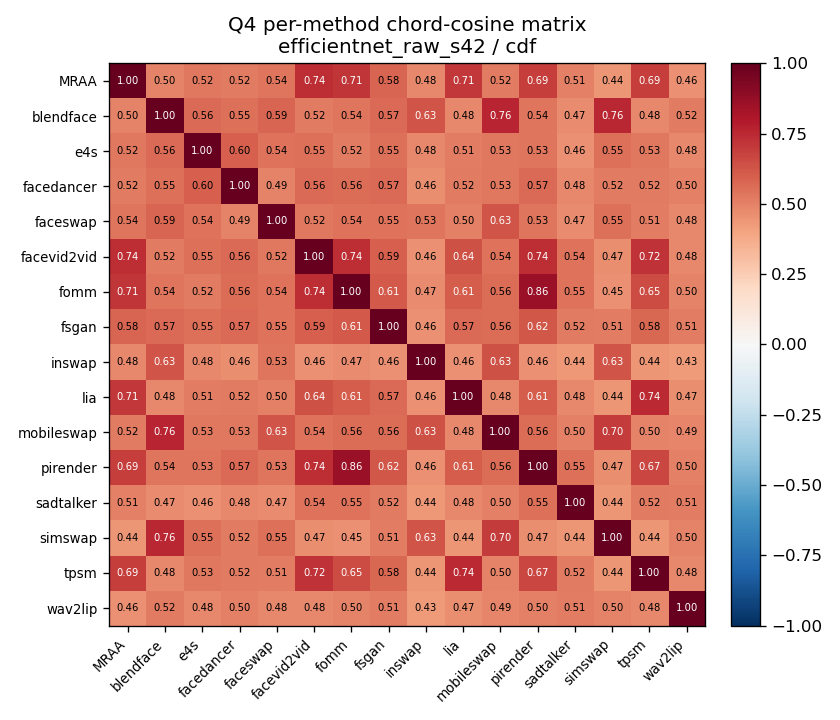 Q4 per-method chord-cosine matrix
efficientnet_raw_s42 / cdf
MRAA 1.00 0.50 0.52 0.52 0.54 0.74 0.71 0.58 0.48 0.71 0.52 0.69 0.51 0.44 0.69 0.46
blendface 0.50 1.00 0.56 0.55 0.59 0.52 0.54 0.57 0.63 0.48 0.76 0.54 0.47 0.76 0.48 0.52
e4s 0.52 0.56 1.00 0.60 0.54 0.55 0.52 0.55 0.48 0.51 0.53 0.53 0.46 0.55 0.53 0.48
facedancer 0.52 0.55 0.60 1.00 0.49 0.56 0.56 0.57 0.46 0.52 0.53 0.57 0.48 0.52 0.52 0.50
faceswap 0.54 0.59 0.54 0.49 1.00 0.52 0.54 0.55 0.53 0.50 0.63 0.53 0.47 0.55 0.51 0.48
facevid2vid 0.74 0.52 0.55 0.56 0.52 1.00 0.74 0.59 0.46 0.64 0.54 0.74 0.54 0.47 0.72 0.48
fomm 0.71 0.54 0.52 0.56 0.54 0.74 1.00 0.61 0.47 0.61 0.56 0.86 0.55 0.45 0.65 0.50
fsgan 0.58 0.57 0.55 0.57 0.55 0.59 0.61 1.00 0.46 0.57 0.56 0.62 0.52 0.51 0.58 0.51
inswap 0.48 0.63 0.48 0.46 0.53 0.46 0.47 0.46 1.00 0.46 0.63 0.46 0.44 0.63 0.44 0.43
lia 0.71 0.48 0.51 0.52 0.50 0.64 0.61 0.57 0.46 1.00 0.48 0.61 0.48 0.44 0.74 0.47
mobileswap 0.52 0.76 0.53 0.53 0.63 0.54 0.56 0.56 0.63 0.48 1.00 0.56 0.50 0.70 0.50 0.49
pirender 0.69 0.54 0.53 0.57 0.53 0.74 0.86 0.62 0.46 0.61 0.56 1.00 0.55 0.47 0.67 0.50
sadtalker 0.51 0.47 0.46 0.48 0.47 0.54 0.55 0.52 0.44 0.48 0.50 0.55 1.00 0.44 0.52 0.51
simswap 0.44 0.76 0.55 0.52 0.55 0.47 0.45 0.51 0.63 0.44 0.70 0.47 0.44 1.00 0.44 0.50
tpsm 0.69 0.48 0.53 0.52 0.51 0.72 0.65 0.58 0.44 0.74 0.50 0.67 0.52 0.44 1.00 0.48
wav2lip 0.46 0.52 0.48 0.50 0.48 0.48 0.50 0.51 0.43 0.47 0.49 0.50 0.51 0.50 0.48 1.00
MRAA blendface e4s facedancer faceswap facevid2vid fomm fsgan inswap lia mobileswap pirender sadtalker simswap tpsm wav2lip
1.00
0.75
0.50
0.25
0.00
−0.25
−0.50
−0.75
−1.00